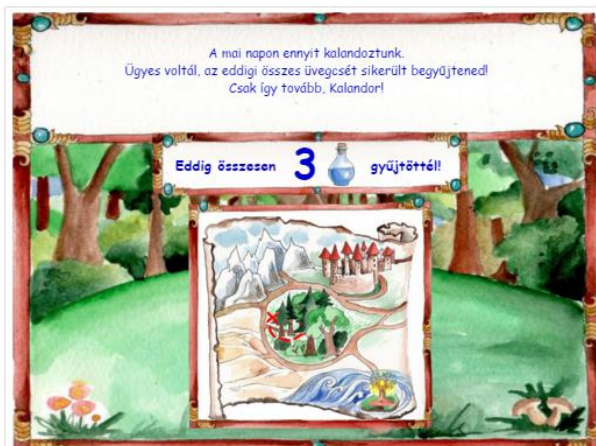 A mai napon ennyit kalandoztunk.
Ügyes voltál, az eddigi összes üvegcsét sikerült begyűjtened!
Csak így tovább, Kalandor!
Eddig összesen 3 gyűjtöttél!